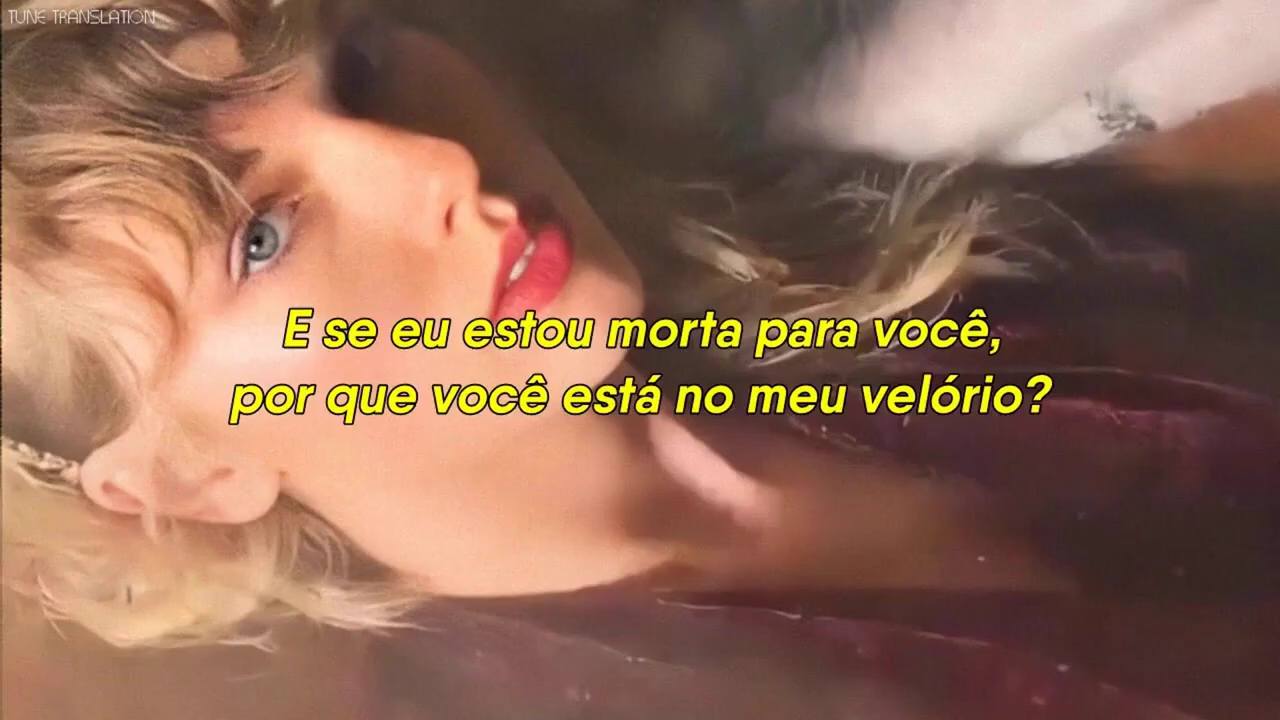 TUNE TRANSLATION
E se eu estou morta para você,
por que você está no meu velório?